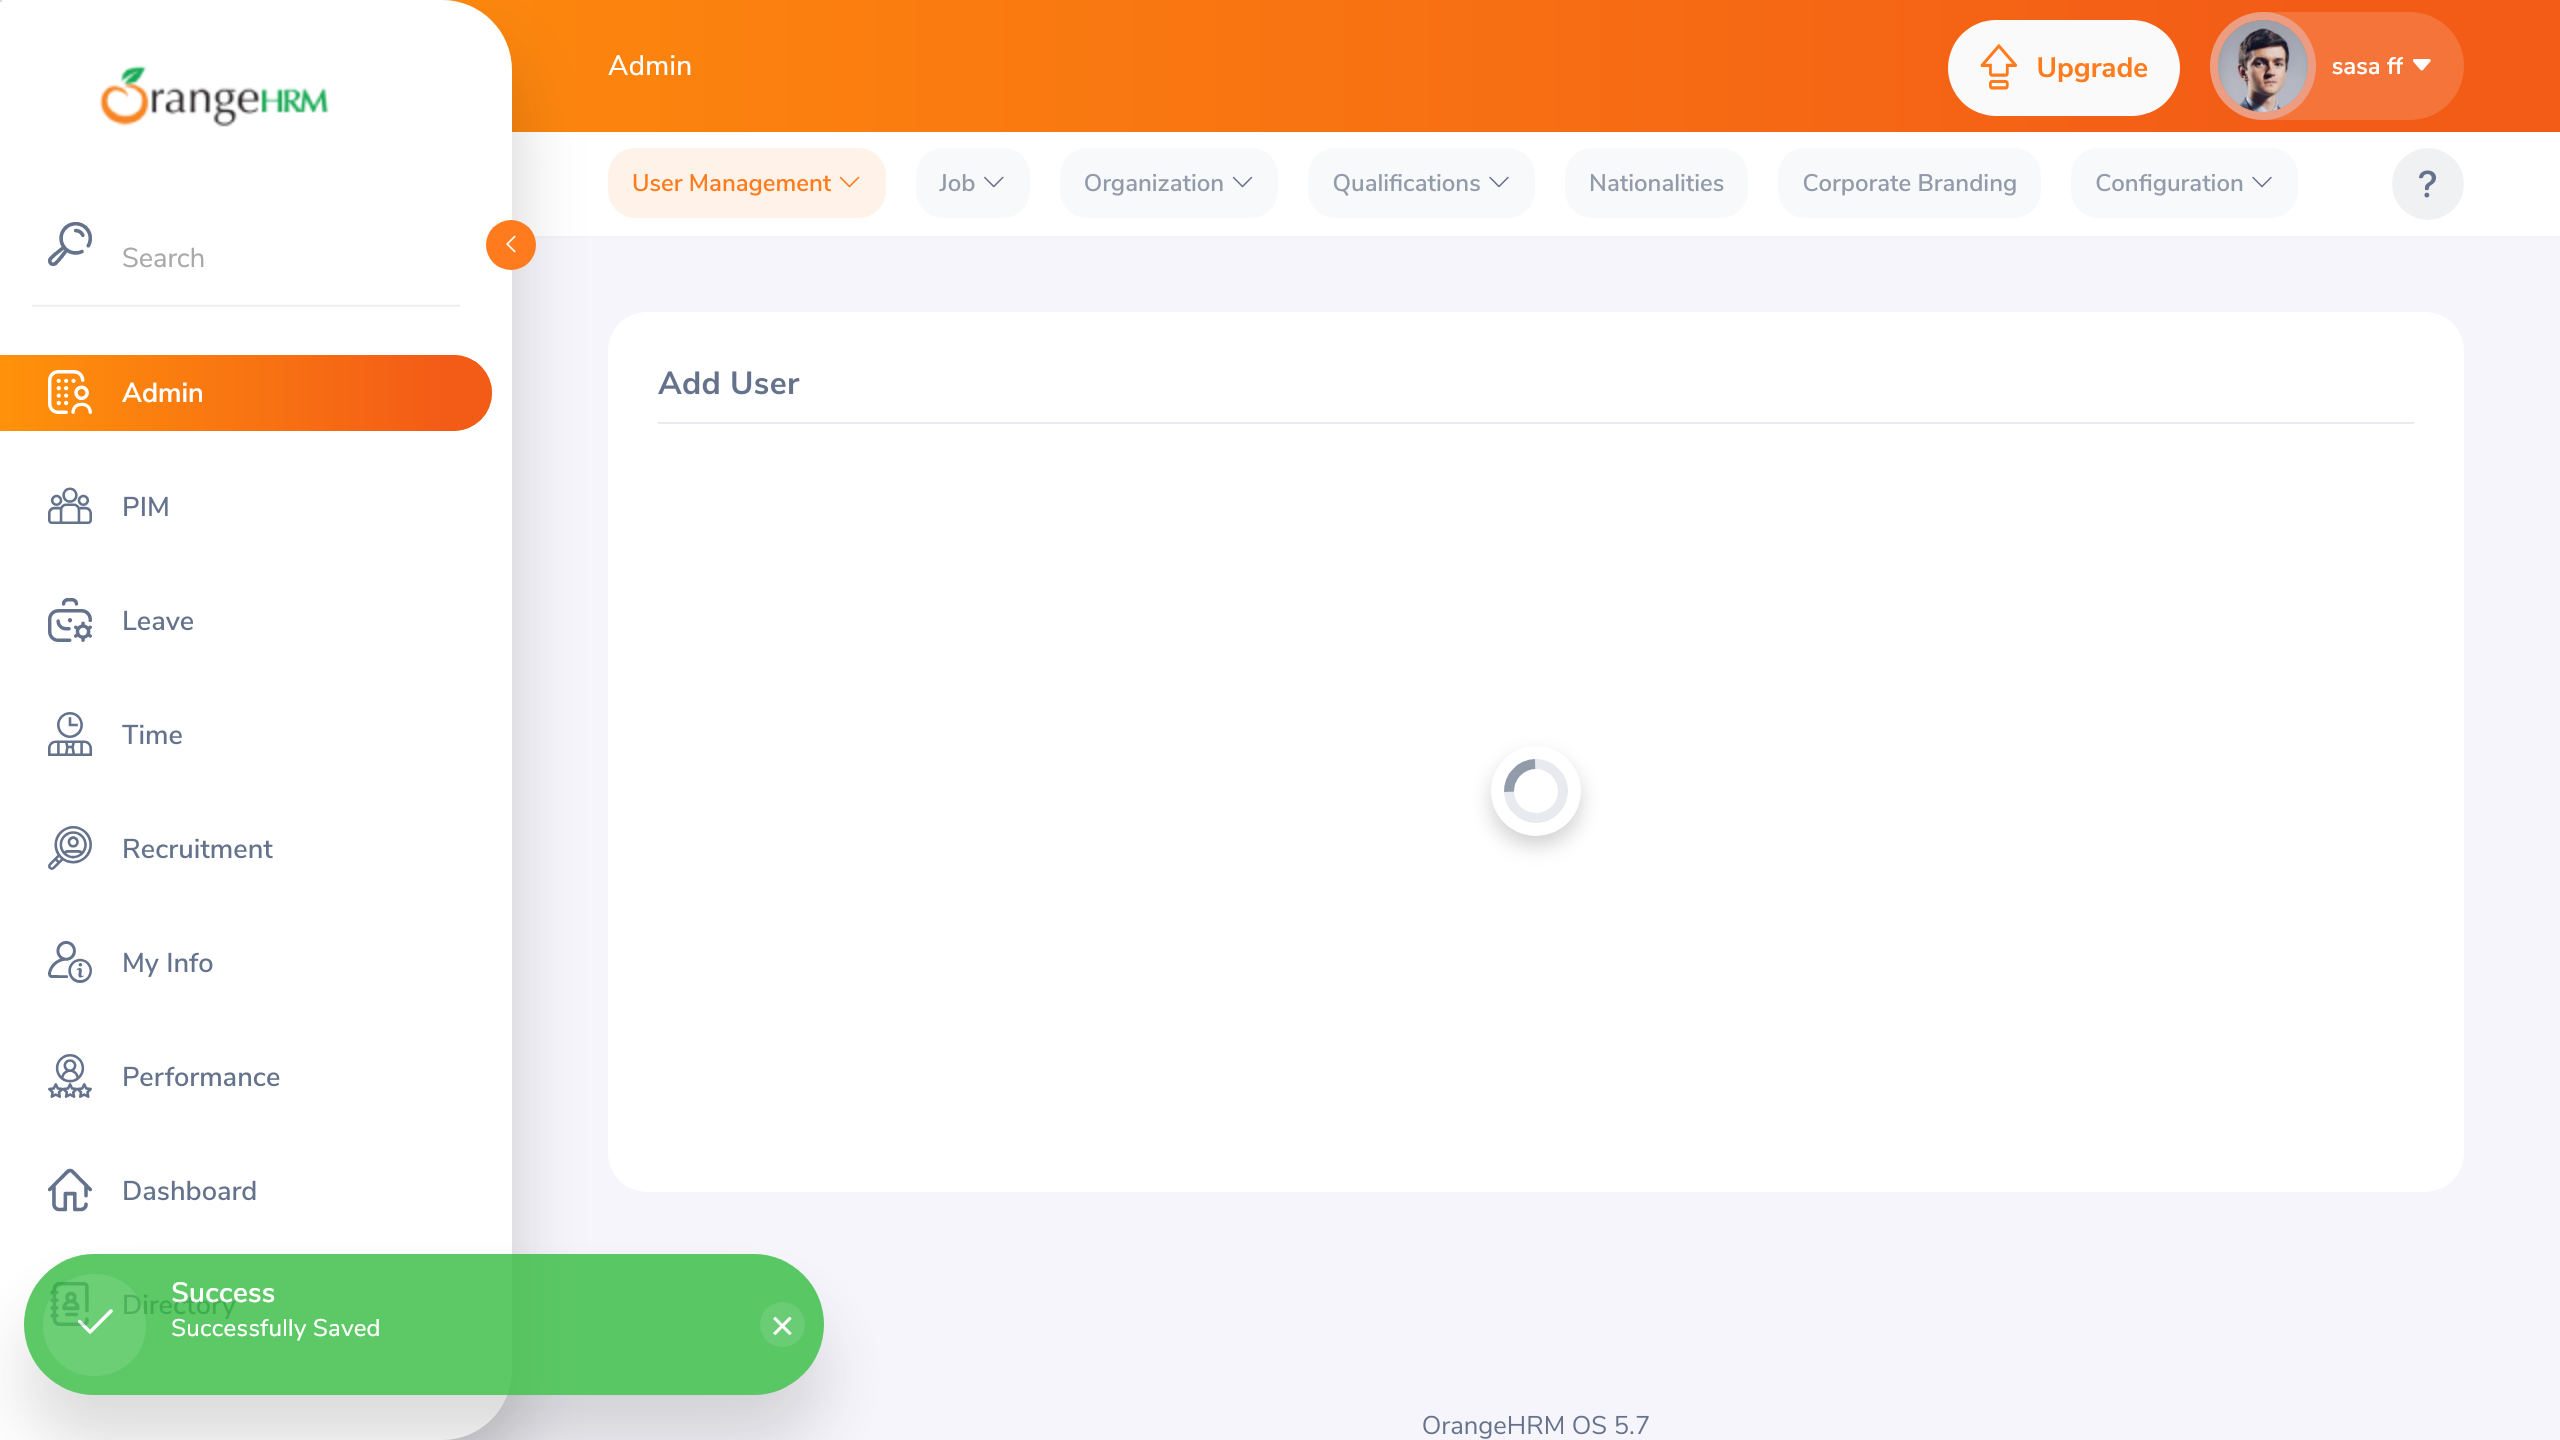 OrangeHRM
Admin
Upgrade
sasa ff
User Management
Job
Organization
Qualifications
Nationalities
Corporate Branding
Configuration
?
Search
Admin
PIM
Leave
Time
Recruitment
My Info
Performance
Dashboard
Directory
Add User
Success
Successfully Saved
OrangeHRM OS 5.7